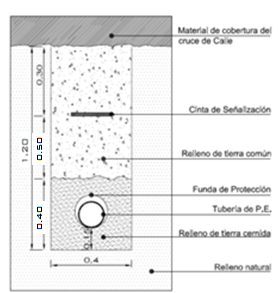 Material de cobertura del
cruce de Calle
Cinta de Señalización
Relleno de tierra común
Funda de Protección
Tubería de P.E.
Relleno de tierra cernida
Relleno natural
0.30
1.20
0.50
0.40
0.4